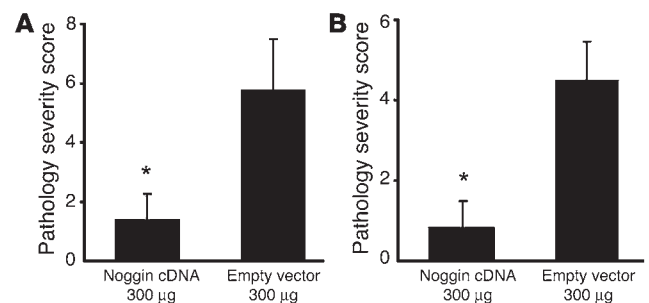 A
Pathology severity score
8
6
4
2
0
*
Noggin cDNA
300 µg
Empty vector
300 µg
B
Pathology severity score
6
4
2
0
*
Noggin cDNA
300 µg
Empty vector
300 µg